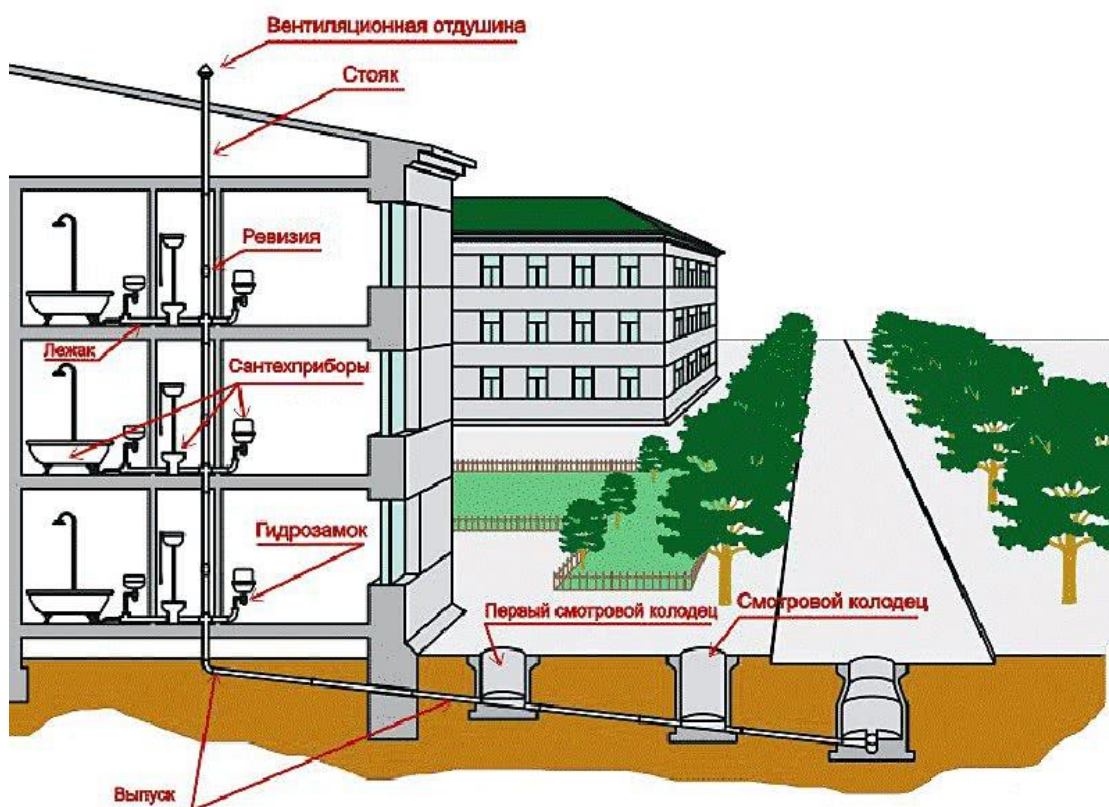 Вентиляционная отдушина
Стояк
Ревизия
Лежак
Сантехприборы
Гидрозамок
Первый смотровой колодец
Смотровой колодец
Выпуск